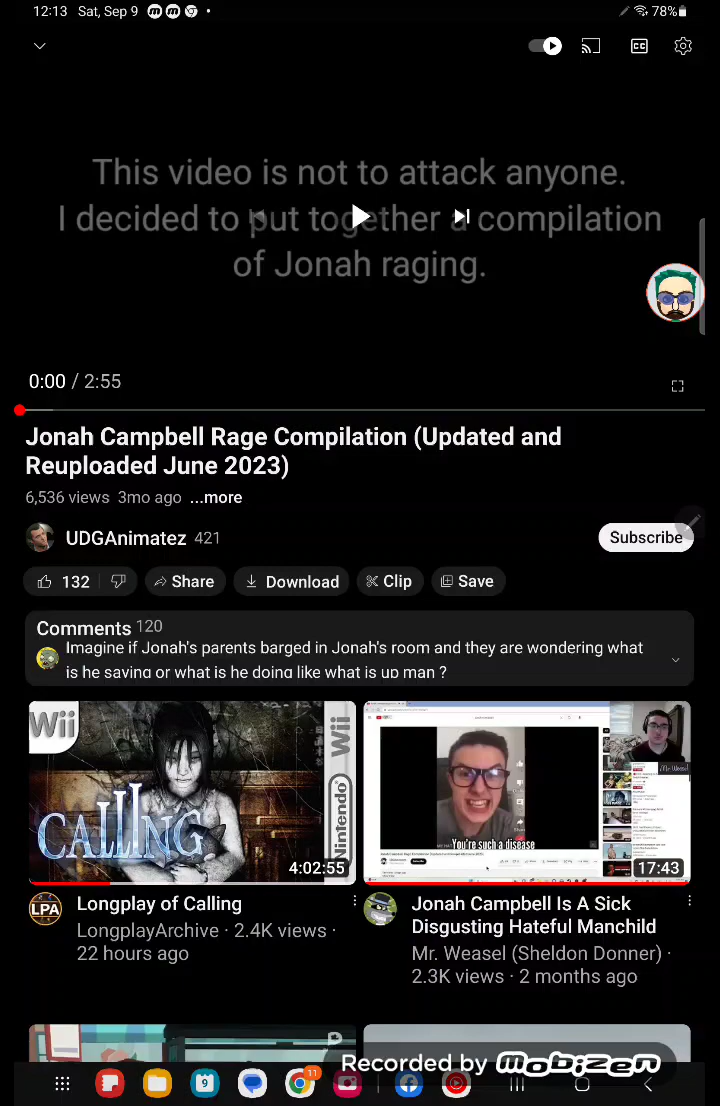 12:13 Sat, Sep 9
78%
CC
This video is not to attack anyone.
I decided to put together a compilation
of Jonah raging.
0:00 / 2:55
Jonah Campbell Rage Compilation (Updated and
Reuploaded June 2023)
6,536 views 3mo ago ...more
UDGAnimatez 421
Subscribe
132 Share Download Clip Save
Comments 120
Imagine if Jonah's parents barged in Jonah's room and they are wondering what
is he saying or what is he doing like what is up man ?
Wii
Wii
CALLING
Nintendo
4:02:55
Mr Weasel
You're such a disease
17:43
LPA
Longplay of Calling
LongplayArchive · 2.4K views ·
22 hours ago
Jonah Campbell Is A Sick
Disgusting Hateful Manchild
Mr. Weasel (Sheldon Donner) ·
2.3K views · 2 months ago
Recorded by Mobizen
9
11